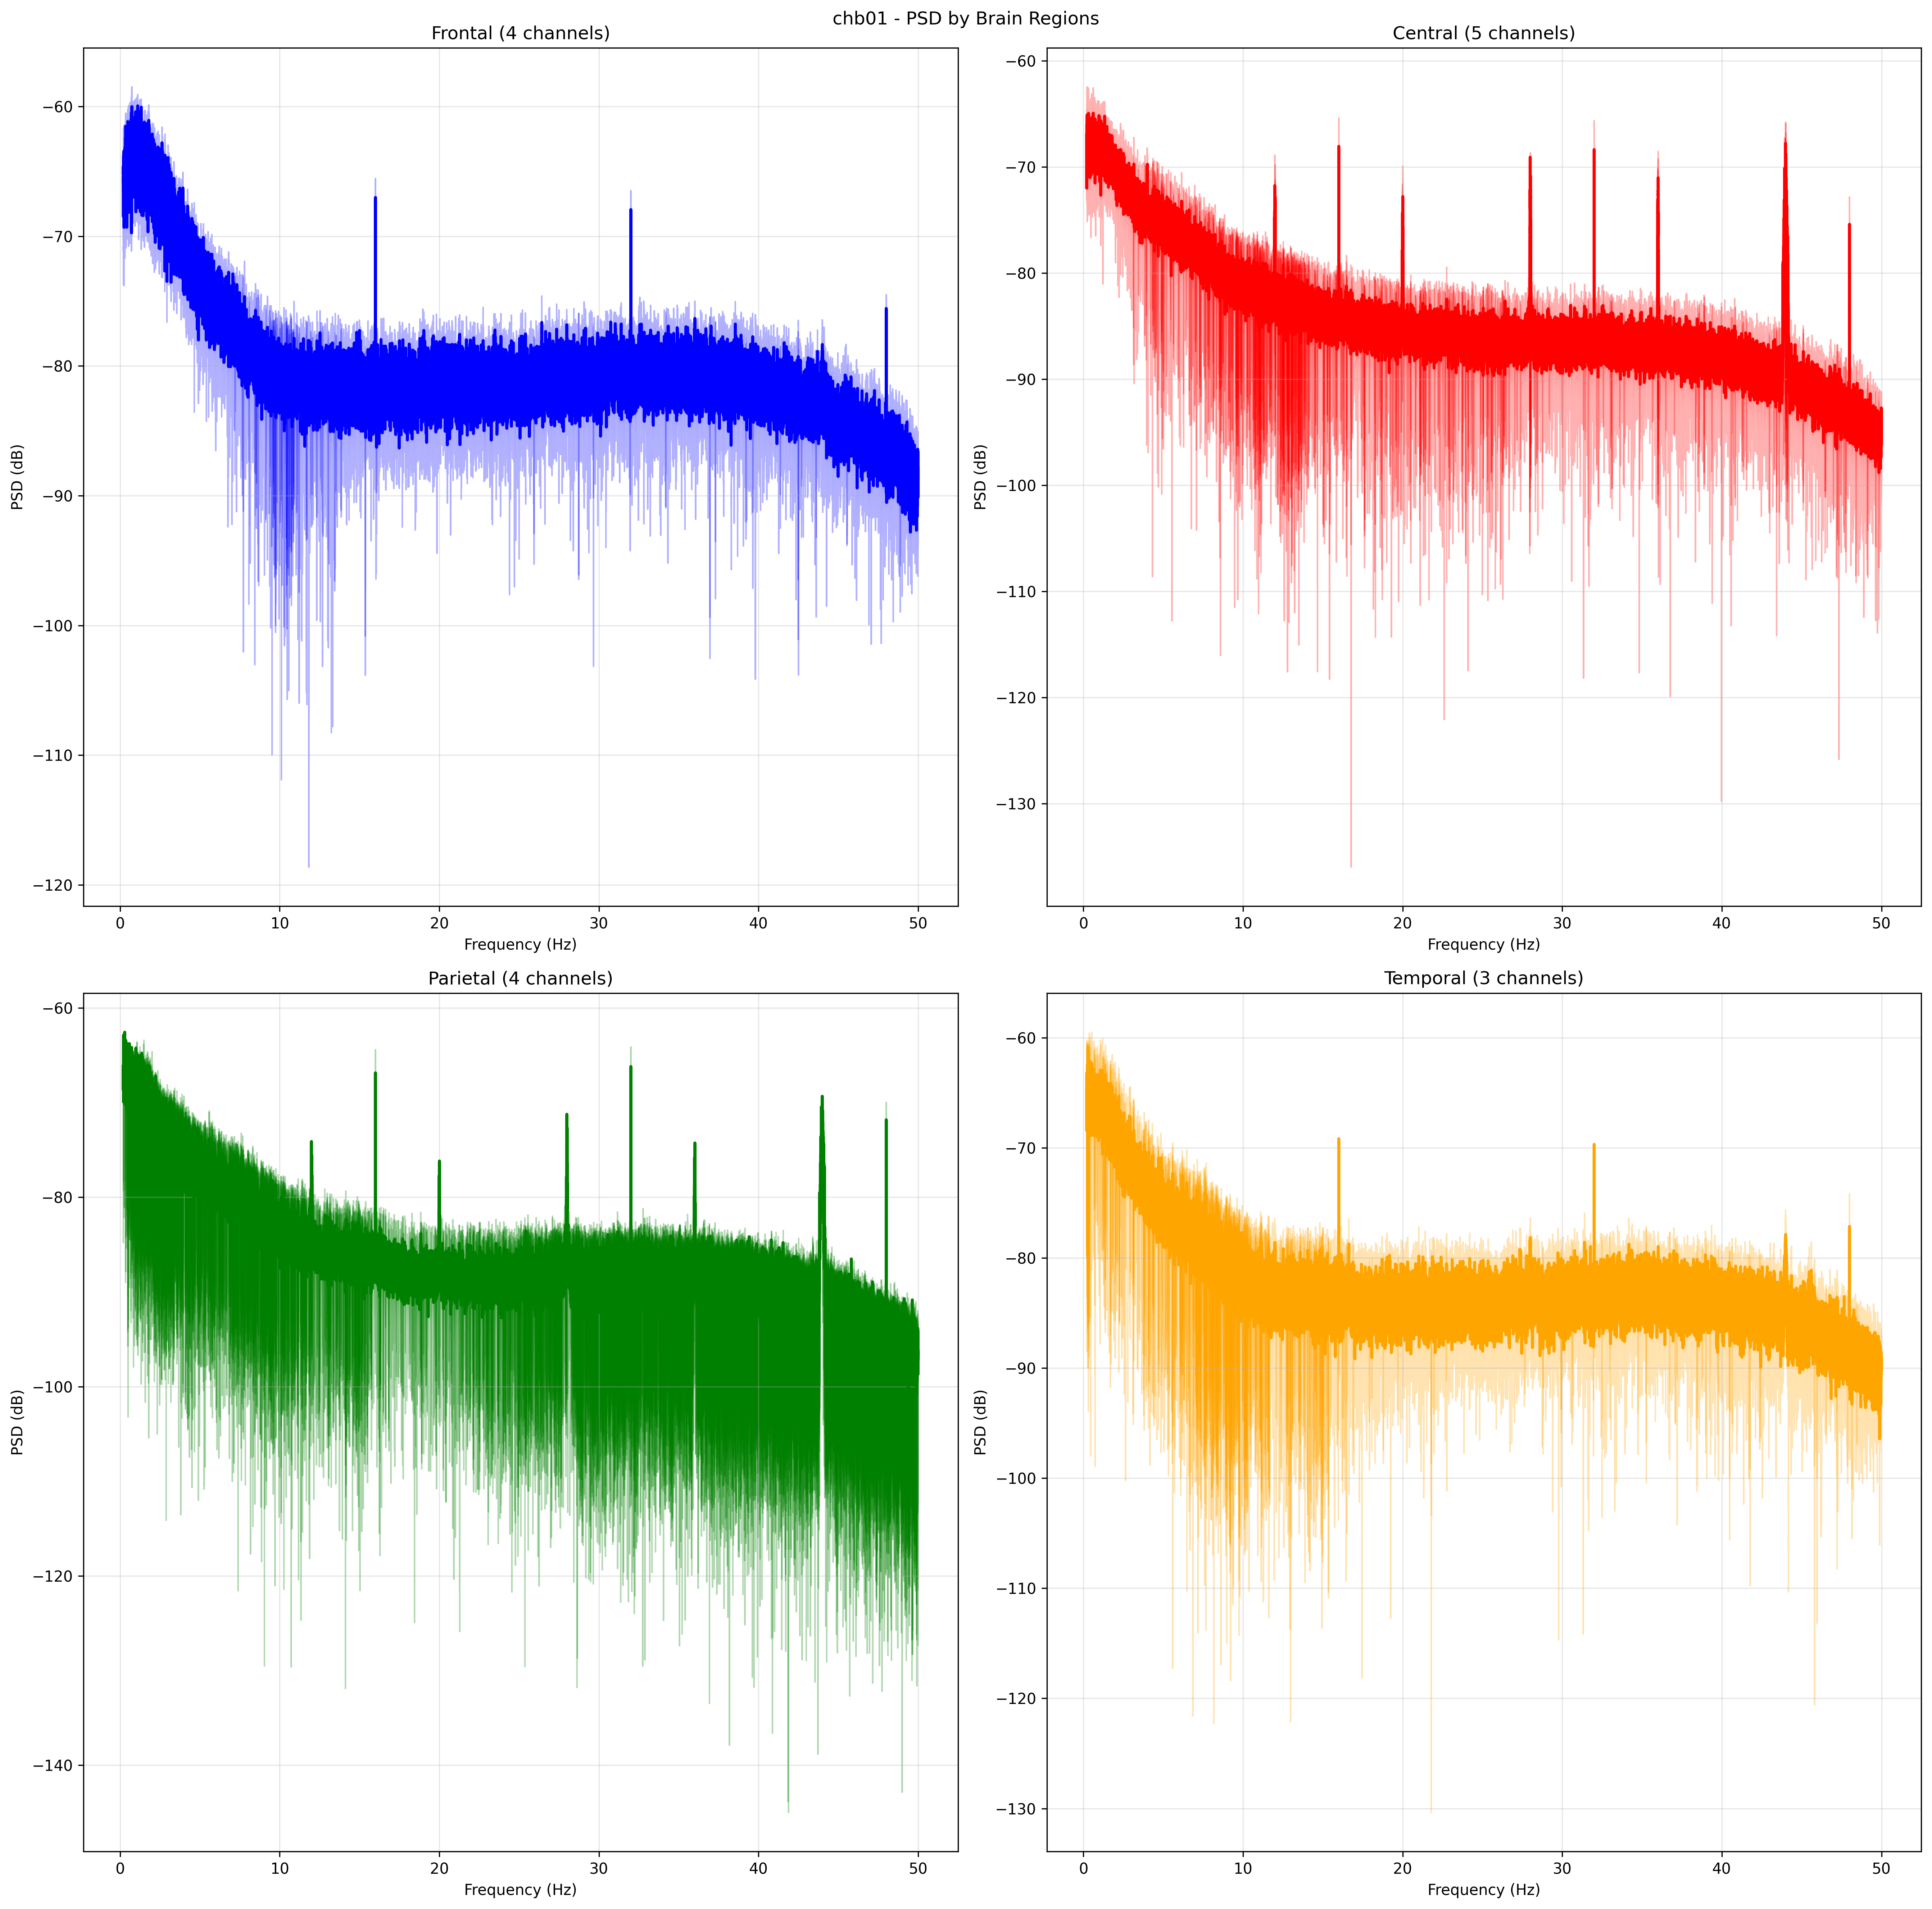 chb01 - PSD by Brain Regions
Frontal (4 channels)
PSD (dB)
−60
−70
−80
−90
−100
−110
−120
0 10 20 30 40 50
Frequency (Hz)
Central (5 channels)
PSD (dB)
−60
−70
−80
−90
−100
−110
−120
−130
0 10 20 30 40 50
Frequency (Hz)
Parietal (4 channels)
PSD (dB)
−60
−80
−100
−120
−140
0 10 20 30 40 50
Frequency (Hz)
Temporal (3 channels)
PSD (dB)
−60
−70
−80
−90
−100
−110
−120
−130
0 10 20 30 40 50
Frequency (Hz)